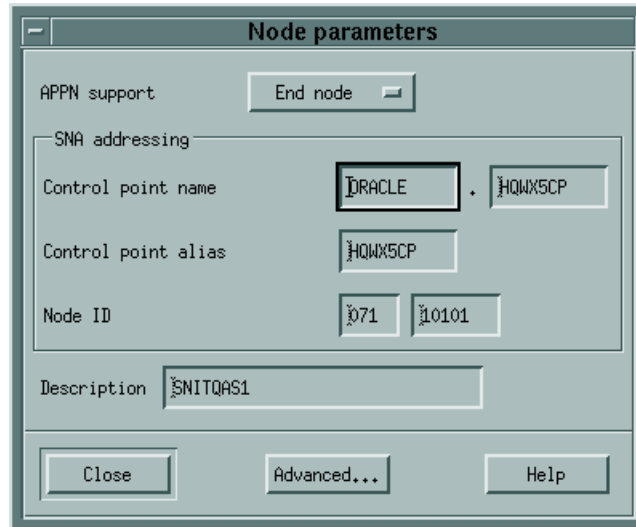 Node parameters
APPN support End node
SNA addressing
Control point name ORACLE . HQWX5CP
Control point alias HQWX5CP
Node ID 071 10101
Description SNITQAS1
Close Advanced... Help